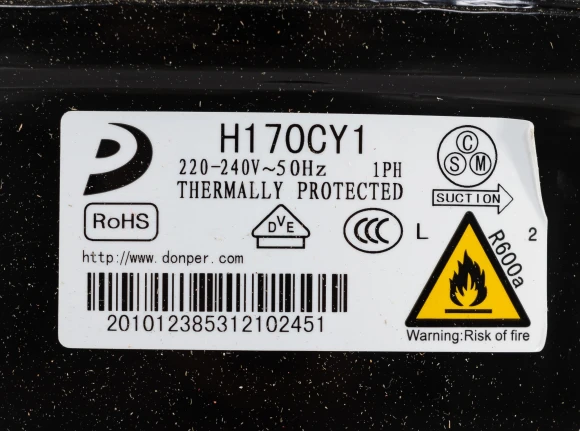 H170CY1
220-240V~50Hz 1PH
THERMALLY PROTECTED
C
S M
SUCTION
RoHS
DVE
CCC
L
2
R600a
http://www.donper.com
201012385312102451
Warning:Risk of fire